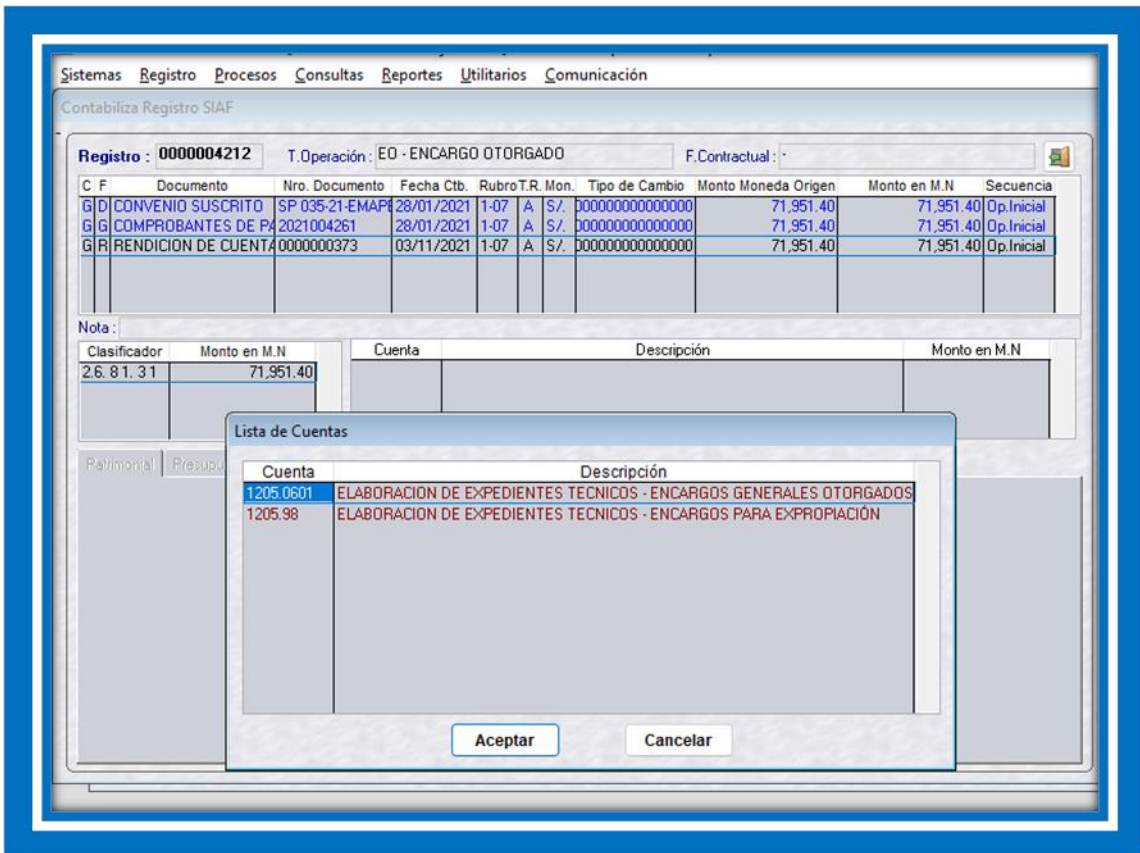 Sistemas Registro Procesos Consultas Reportes Utilitarios Comunicación
Contabiliza Registro SIAF
Registro : 0000004212 T.Operación : EO - ENCARGO OTORGADO F.Contractual : -
C F Documento Nro. Documento Fecha Ctb. Rubro T.R. Mon. Tipo de Cambio Monto Moneda Origen Monto en M.N Secuencia
G D CONVENIO SUSCRITO SP 035-21-EMAPE 28/01/2021 1-07 A S/. 71,951.40 71,951.40 Op.Inicial
G G COMPROBANTES DE PA 2021004261 28/01/2021 1-07 A S/. 71,951.40 71,951.40 Op.Inicial
G R RENDICION DE CUENTA 0000000373 03/11/2021 1-07 A S/. 71,951.40 71,951.40 Op.Inicial
Nota :
Clasificador Monto en M.N Cuenta Descripción Monto en M.N
2.6. 8 1. 3 1 71,951.40
Lista de Cuentas
Patrimonial Presupu
Cuenta Descripción
1205.0601 ELABORACION DE EXPEDIENTES TECNICOS - ENCARGOS GENERALES OTORGADOS
1205.98 ELABORACION DE EXPEDIENTES TECNICOS - ENCARGOS PARA EXPROPIACIÓN
Aceptar Cancelar